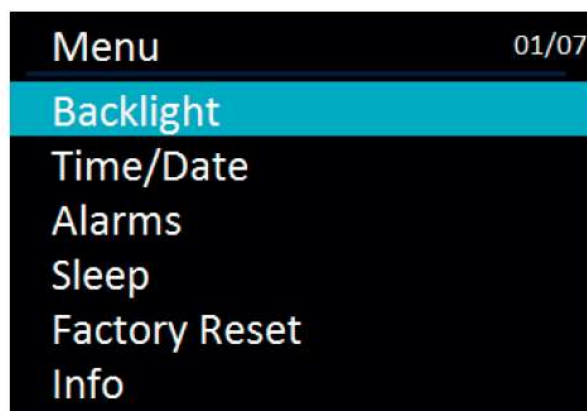 Menu 01/07
Backlight
Time/Date
Alarms
Sleep
Factory Reset
Info